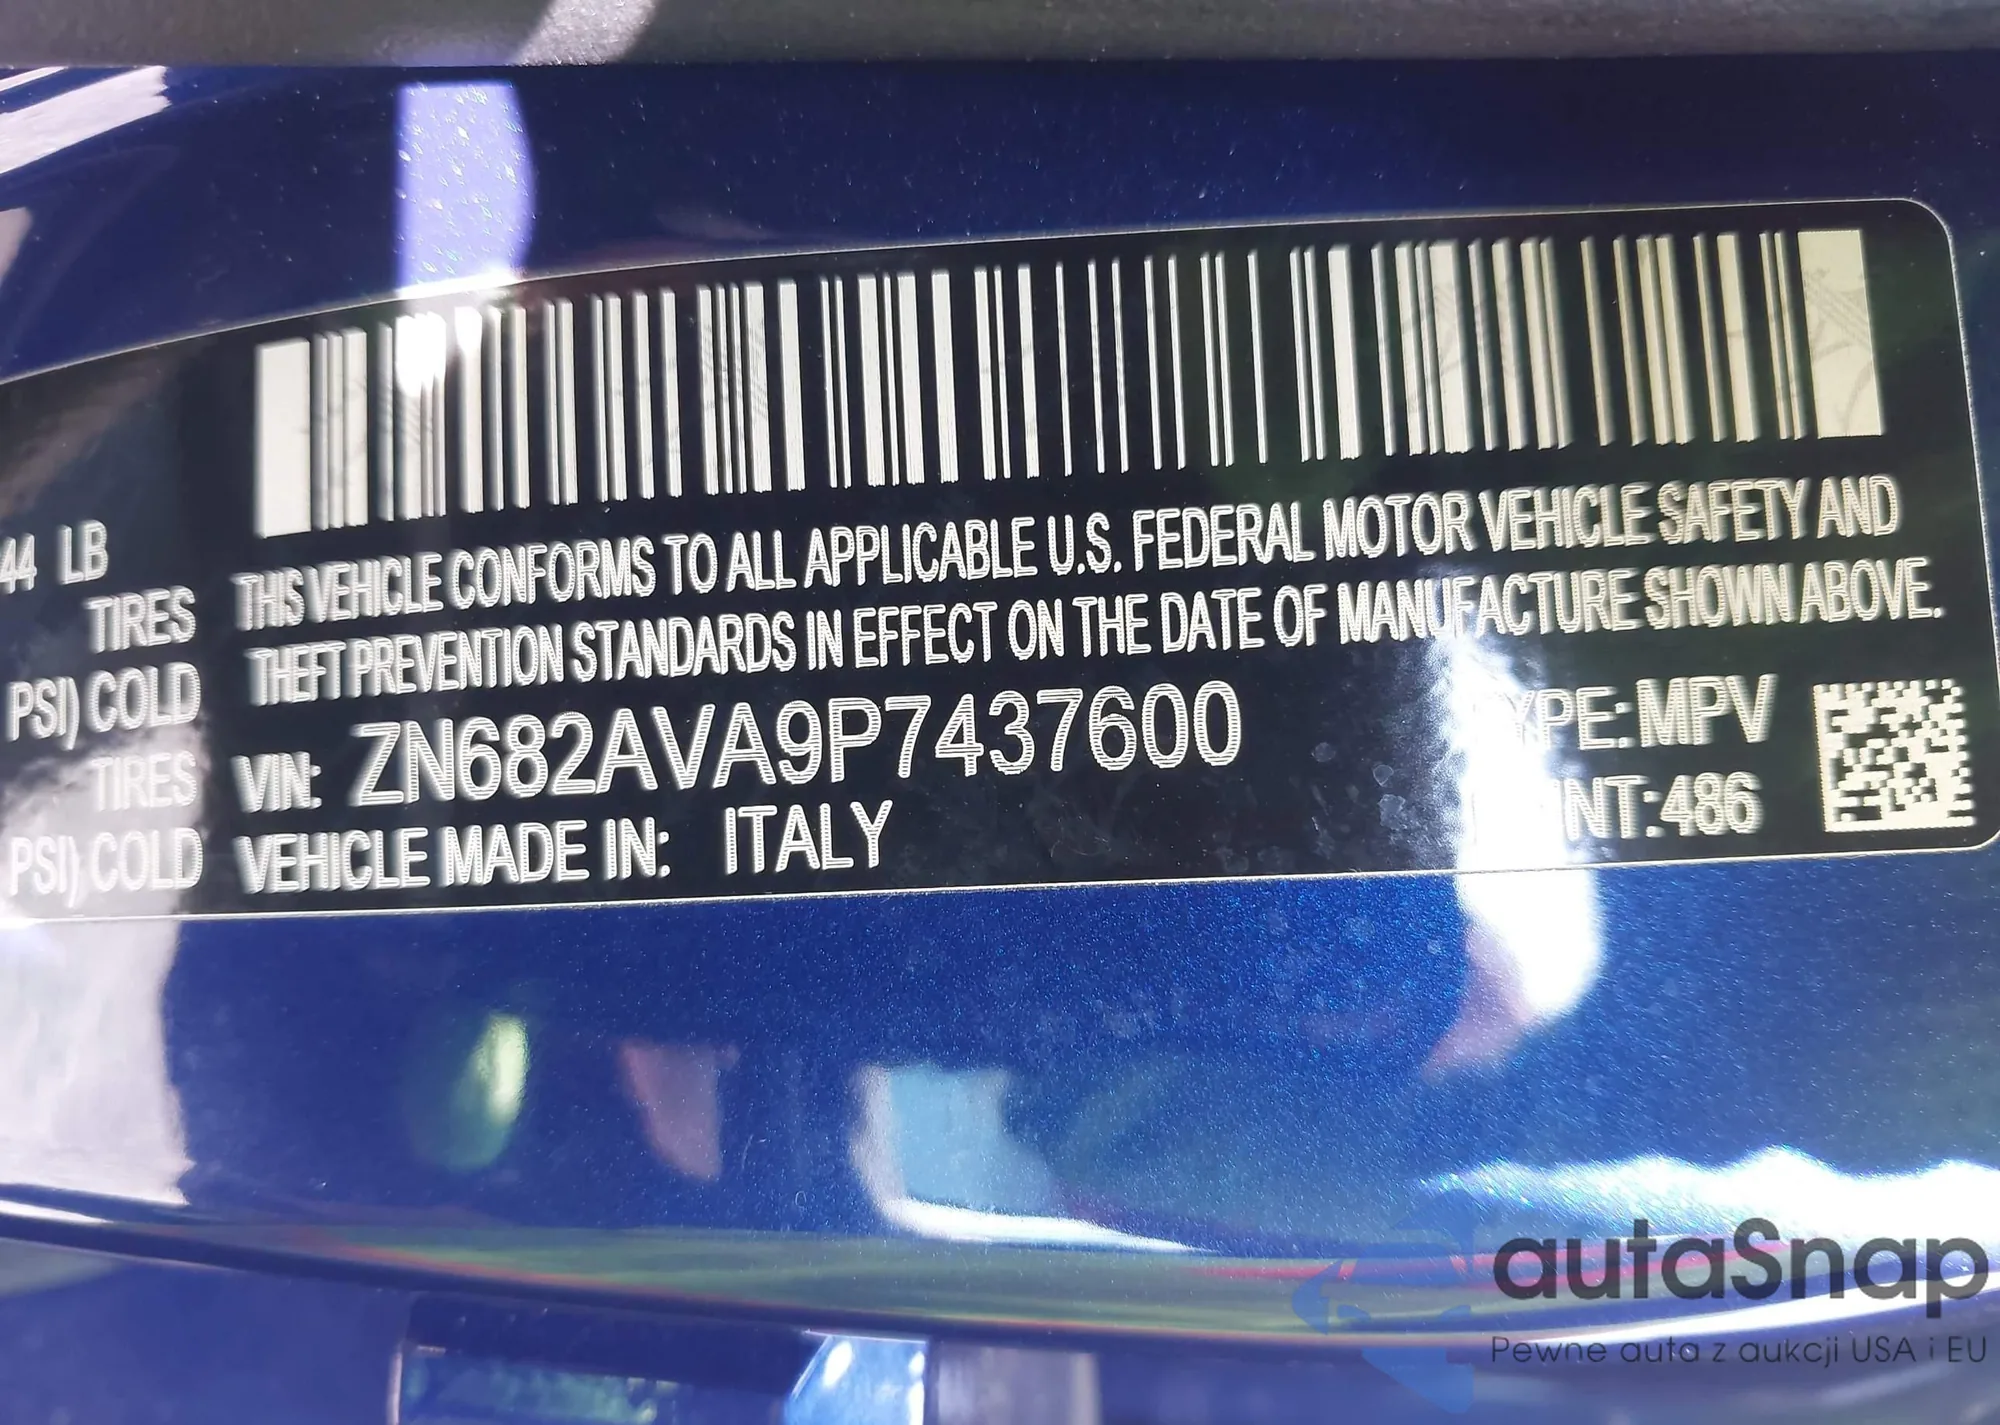 44 LB
TIRES
PSI) COLD
TIRES
PSI) COLD
THIS VEHICLE CONFORMS TO ALL APPLICABLE U.S. FEDERAL MOTOR VEHICLE SAFETY AND
THEFT PREVENTION STANDARDS IN EFFECT ON THE DATE OF MANUFACTURE SHOWN ABOVE.
VIN: ZN682AVA9P7437600 TYPE: MPV
VEHICLE MADE IN: ITALY :486
autaSnap
Pewne auta z aukcji USA i EU